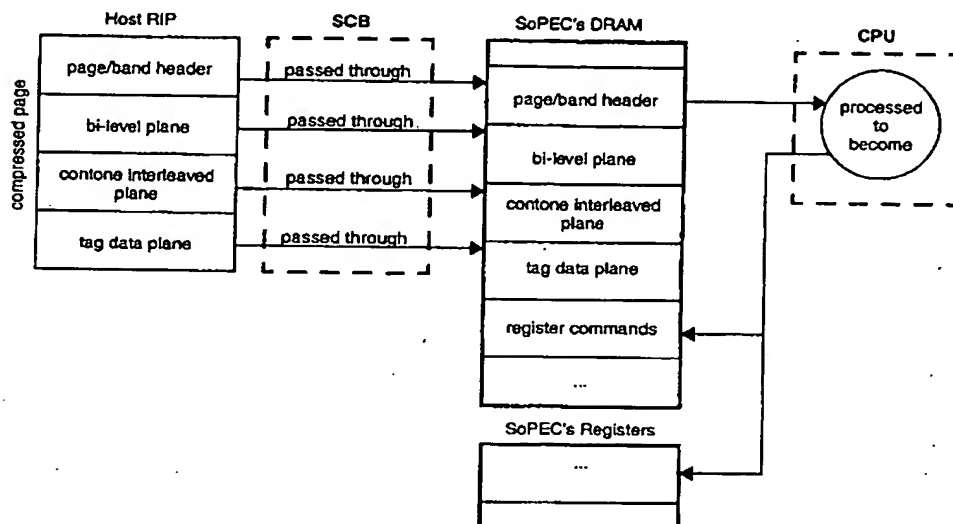 Host RIP
SCB
SoPEC's DRAM
CPU
compressed page
page/band header
passed through
page/band header
processed
to
become
bi-level plane
passed through
bi-level plane
contone interleaved
plane
passed through
contone interleaved
plane
tag data plane
passed through
tag data plane
register commands
...
SoPEC's Registers
...